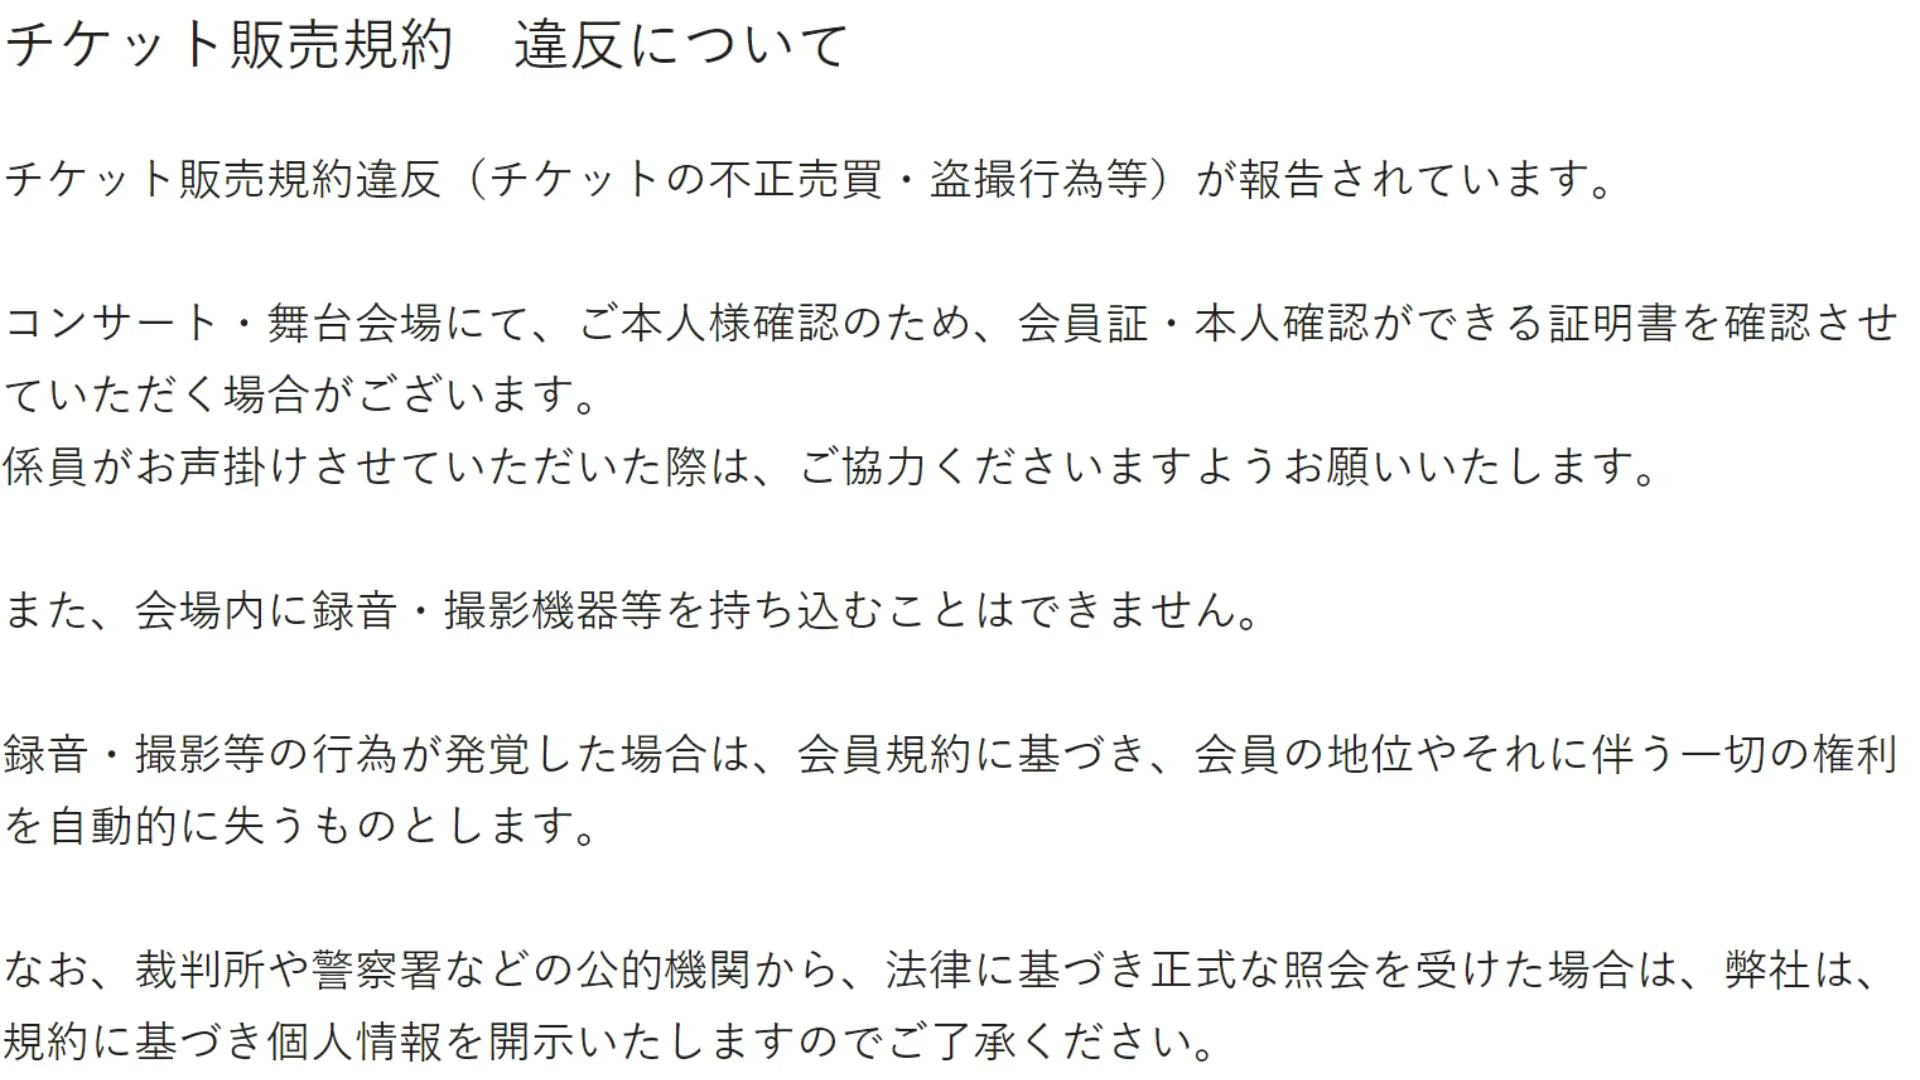 チケット販売規約　違反について
チケット販売規約違反（チケットの不正売買・盗撮行為等）が報告されています。
コンサート・舞台会場にて、ご本人様確認のため、会員証・本人確認ができる証明書を確認させ
ていただく場合がございます。
係員がお声掛けさせていただいた際は、ご協力くださいますようお願いいたします。
また、会場内に録音・撮影機器等を持ち込むことはできません。
録音・撮影等の行為が発覚した場合は、会員規約に基づき、会員の地位やそれに伴う一切の権利
を自動的に失うものとします。
なお、裁判所や警察署などの公的機関から、法律に基づき正式な照会を受けた場合は、弊社は、
規約に基づき個人情報を開示いたしますのでご了承ください。